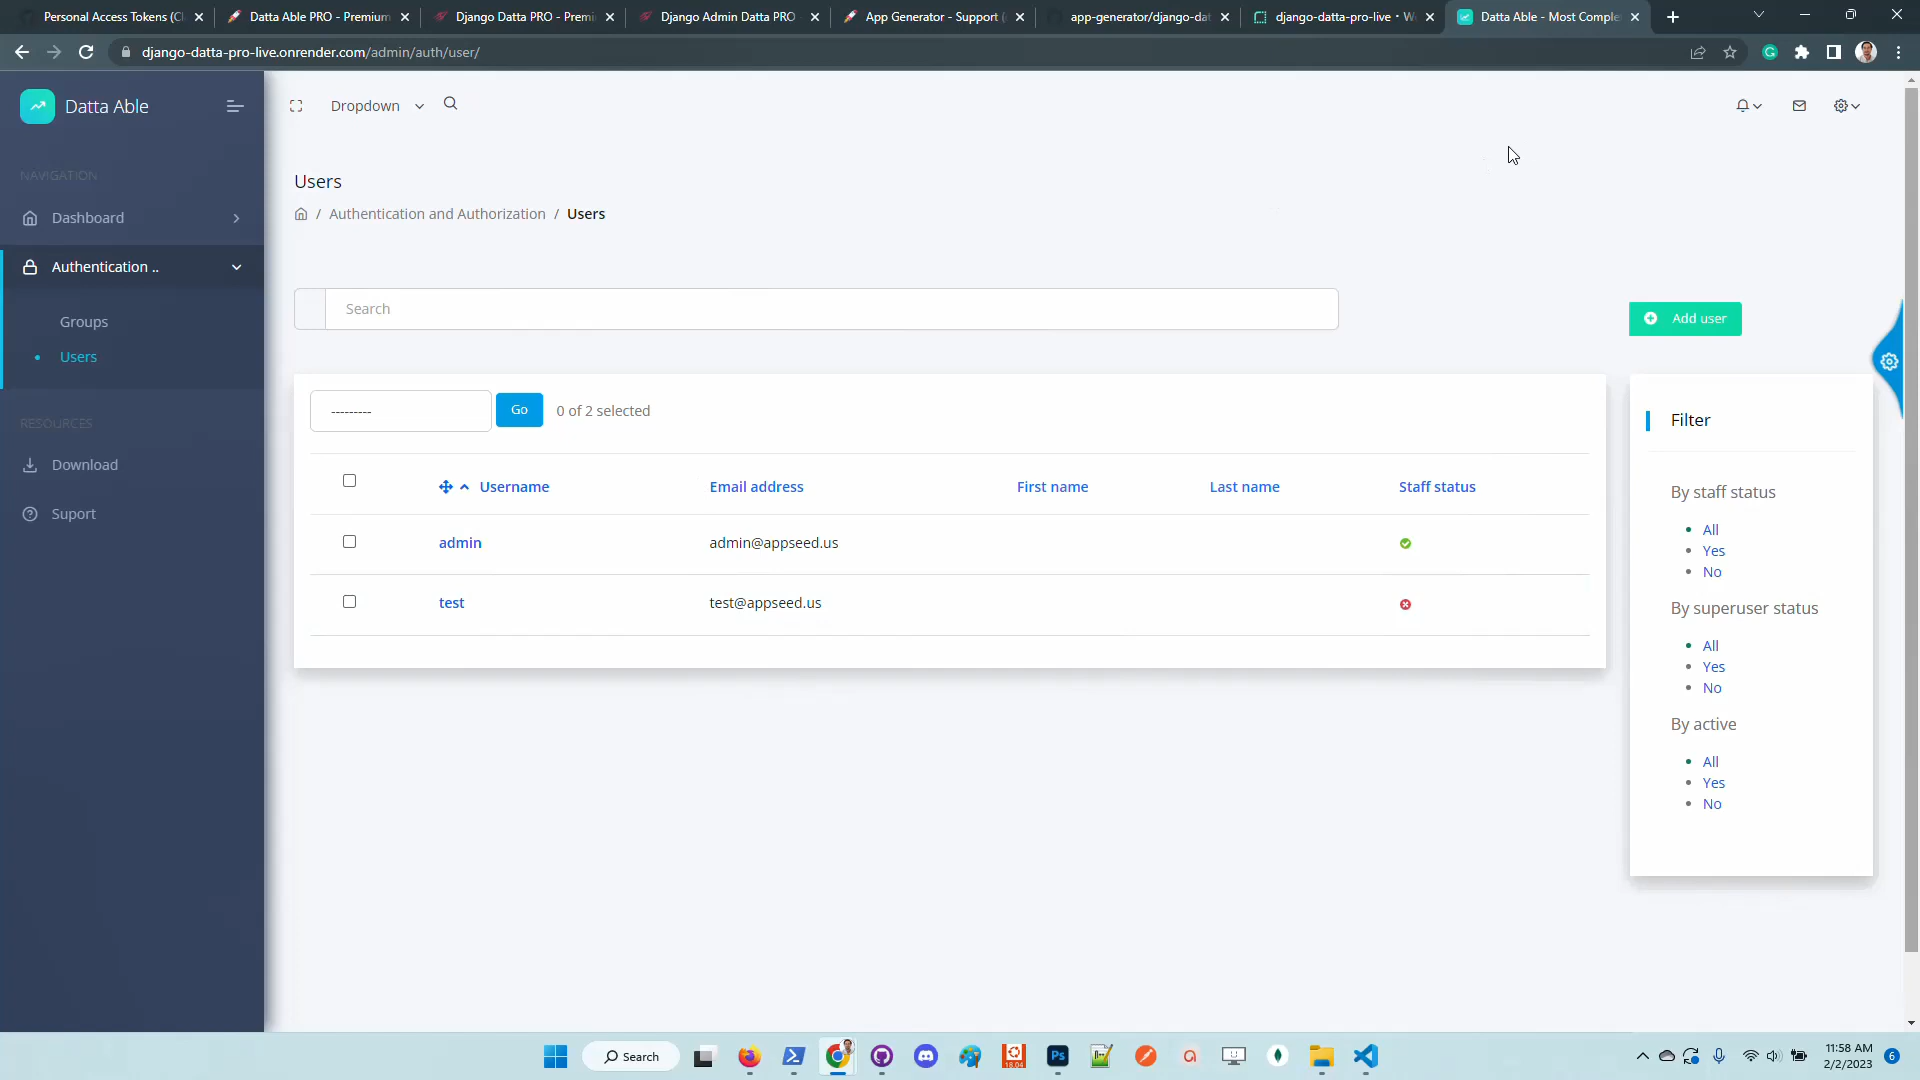 Personal Access Tokens (Cl
Datta Able PRO - Premium
Django Datta PRO - Premi
Django Admin Datta PRO
App Generator - Support (
app-generator/django-dat
django-datta-pro-live · W
Datta Able - Most Comple
django-datta-pro-live.onrender.com/admin/auth/user/
Datta Able
Dropdown
NAVIGATION
Dashboard
Authentication ..
Groups
Users
RESOURCES
Download
Suport
Users
/ Authentication and Authorization / Users
Search
Add user
---------
Go
0 of 2 selected
Username Email address First name Last name Staff status
admin admin@appseed.us
test test@appseed.us
Filter
By staff status
All
Yes
No
By superuser status
All
Yes
No
By active
All
Yes
No
Search
Ps
18.04
11:58 AM
2/2/2023
6